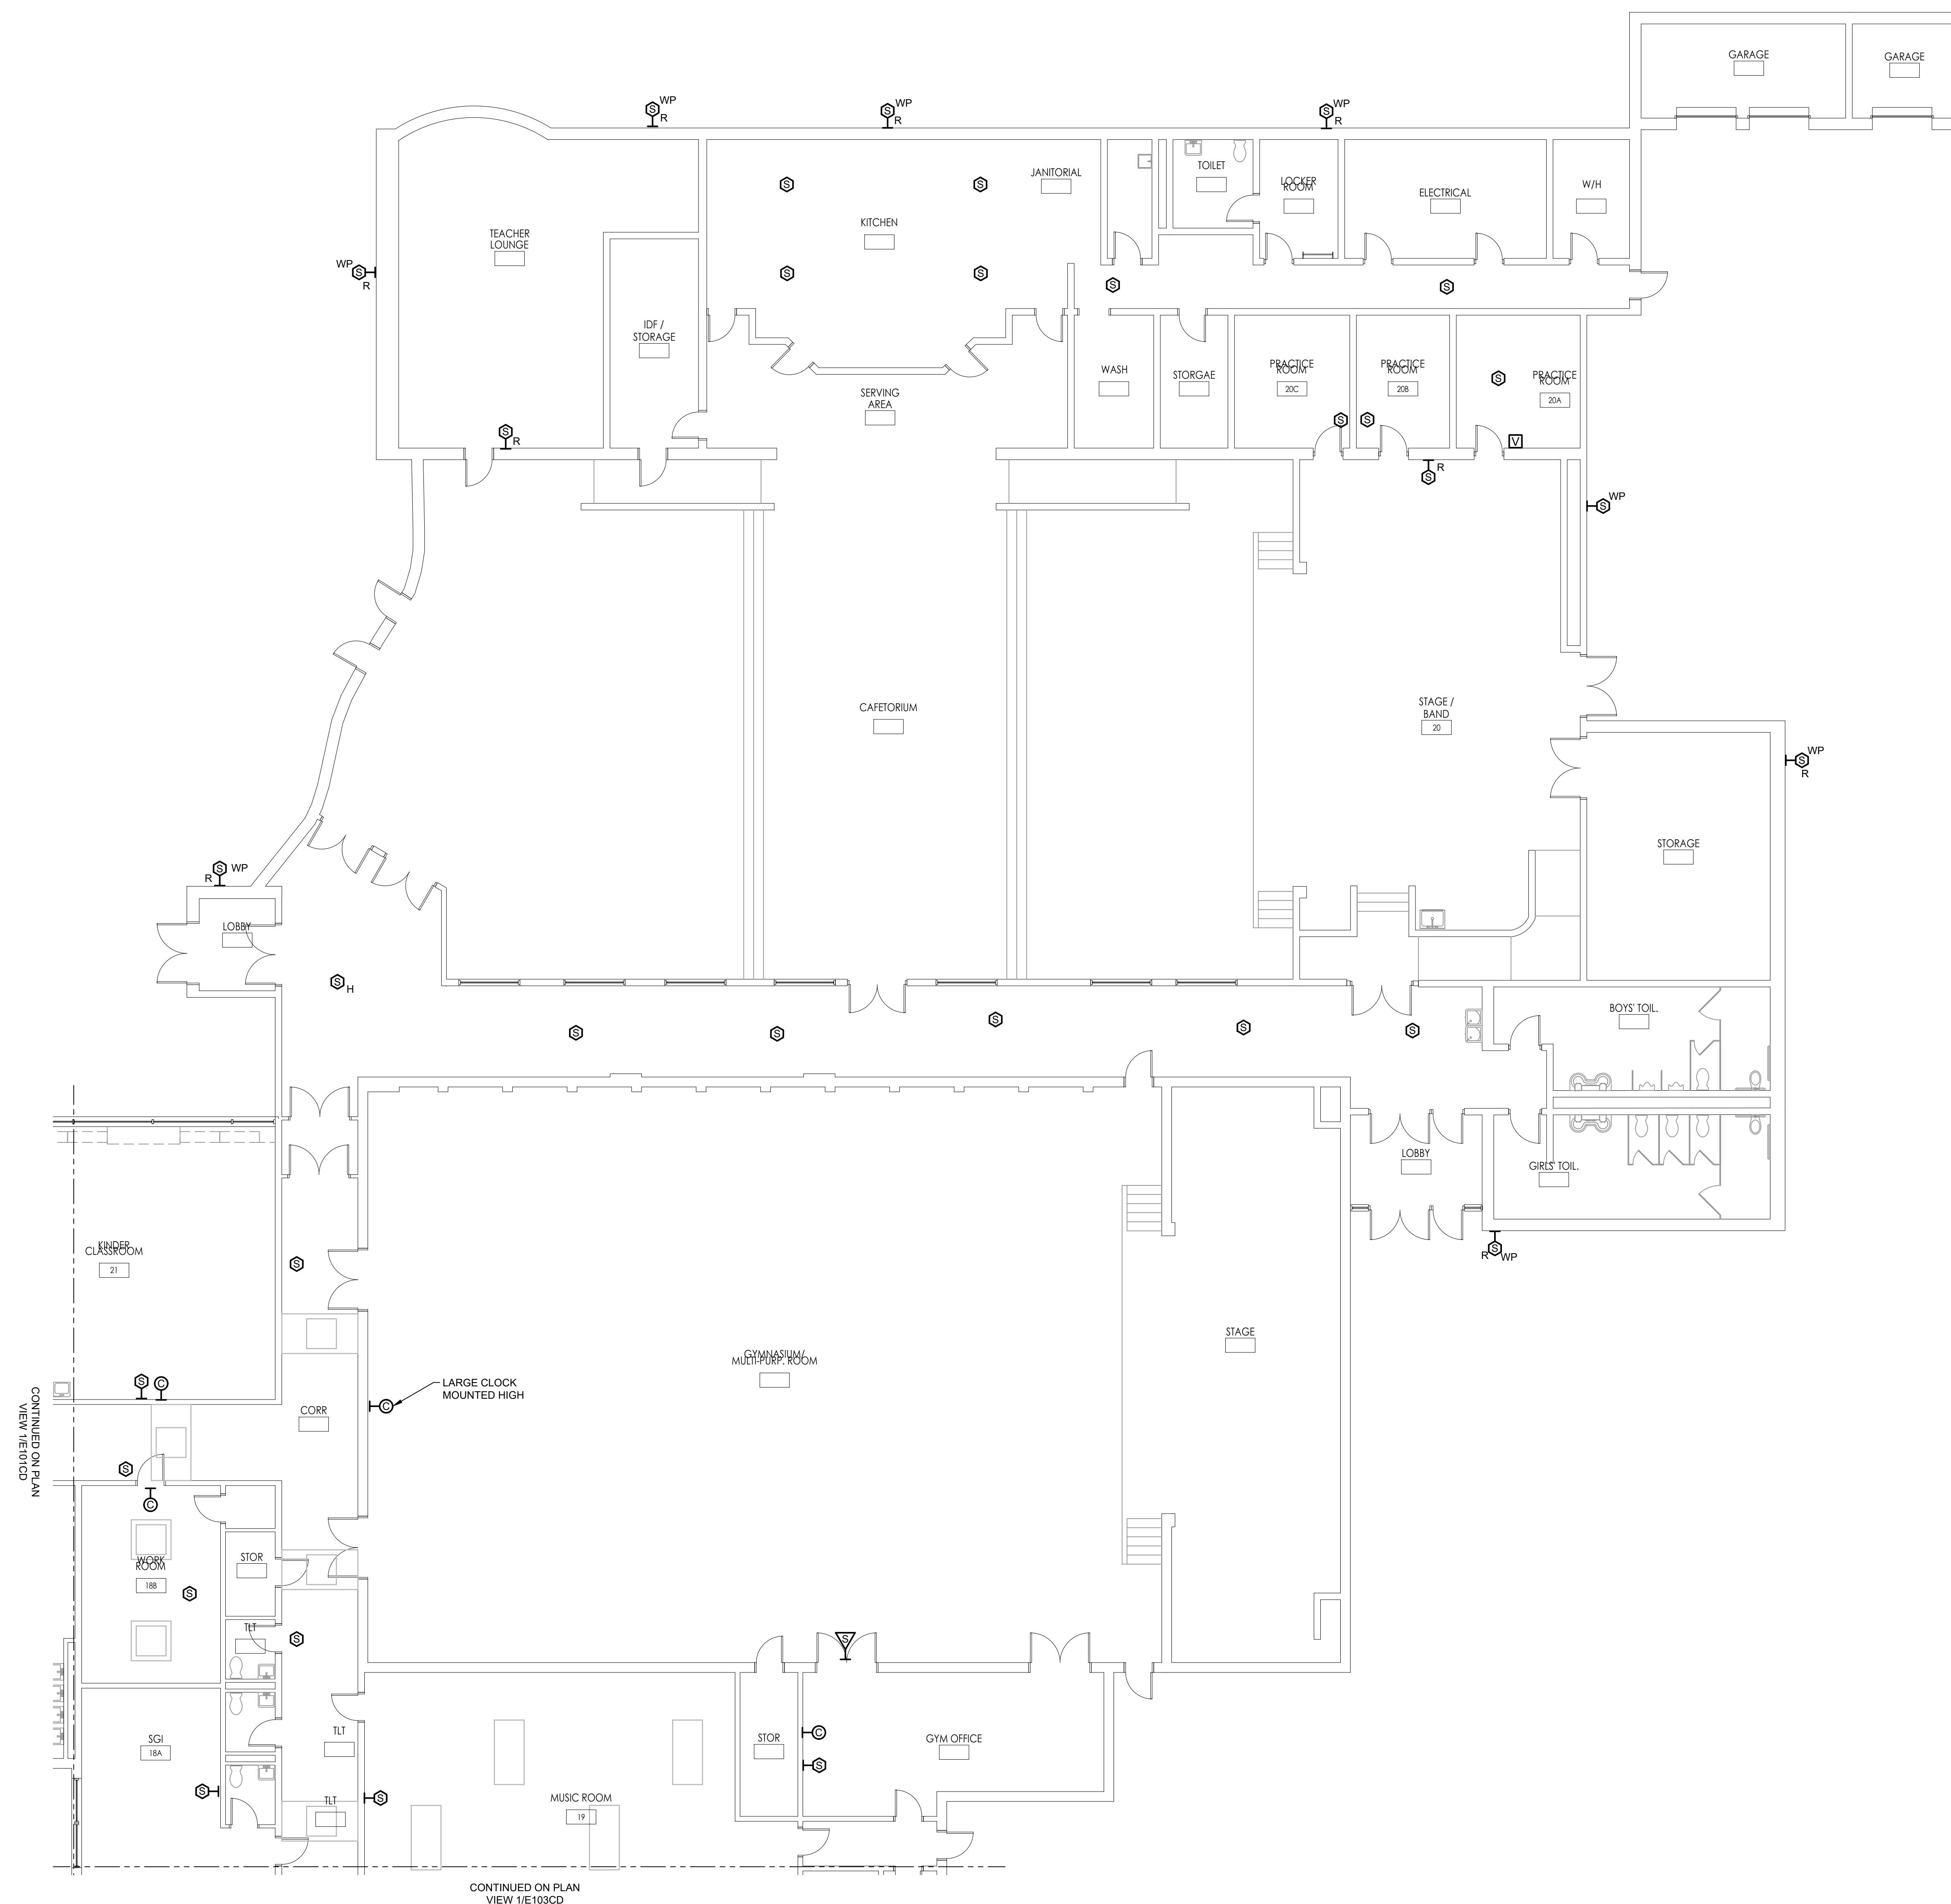 GARAGE
GARAGE
S WP
R
S WP
R
S WP
R
TOILET
JANITORIAL
LOCKER
ROOM
ELECTRICAL
W/H
S
S
KITCHEN
TEACHER
LOUNGE
WP S
R
S
S
S
S
IDF /
STORAGE
WASH
STORGAE
PRACTICE
ROOM
20C
PRACTICE
ROOM
20B
S
PRACTICE
ROOM
20A
SERVING
AREA
S
S
S
R
V
S
R
S WP
CAFETORIUM
STAGE /
BAND
20
WP
S
R
STORAGE
S WP
R
LOBBY
S
H
BOYS' TOIL.
S
S
S
S
S
LOBBY
GIRLS' TOIL.
KINDER
CLASSROOM
21
R S WP
S
STAGE
GYMNASIUM/
MULTI-PURP. ROOM
S
C
LARGE CLOCK
MOUNTED HIGH
C
CORR
CONTINUED ON PLAN
VIEW 1/E101CD
S
C
WORK
ROOM
18B
STOR
S
TLT
S
S
SGI
18A
TLT
STOR
C
GYM OFFICE
S
S
S
TLT
MUSIC ROOM
19
CONTINUED ON PLAN
VIEW 1/E103CD